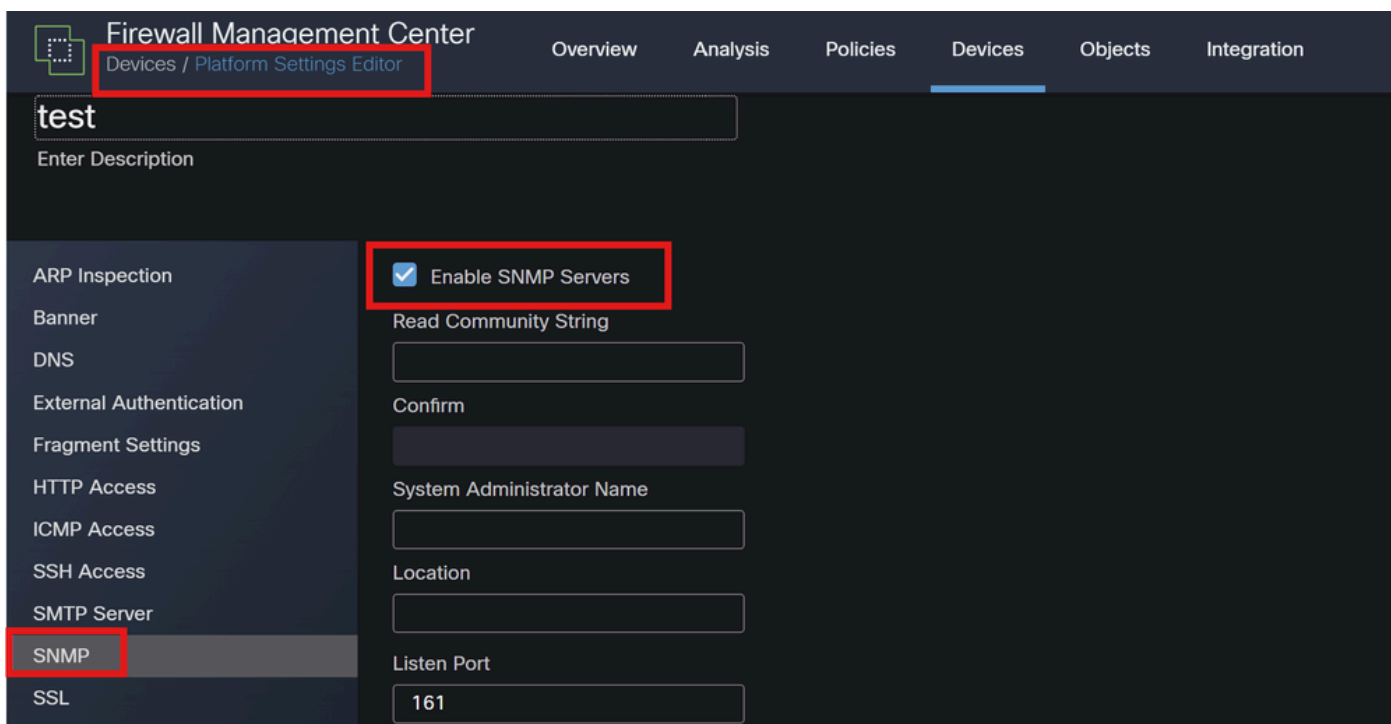 Firewall Management Center
Devices / Platform Settings Editor
Overview Analysis Policies Devices Objects Integration
test
Enter Description
ARP Inspection
Banner
DNS
External Authentication
Fragment Settings
HTTP Access
ICMP Access
SSH Access
SMTP Server
SNMP
SSL
Enable SNMP Servers
Read Community String
Confirm
System Administrator Name
Location
Listen Port
161